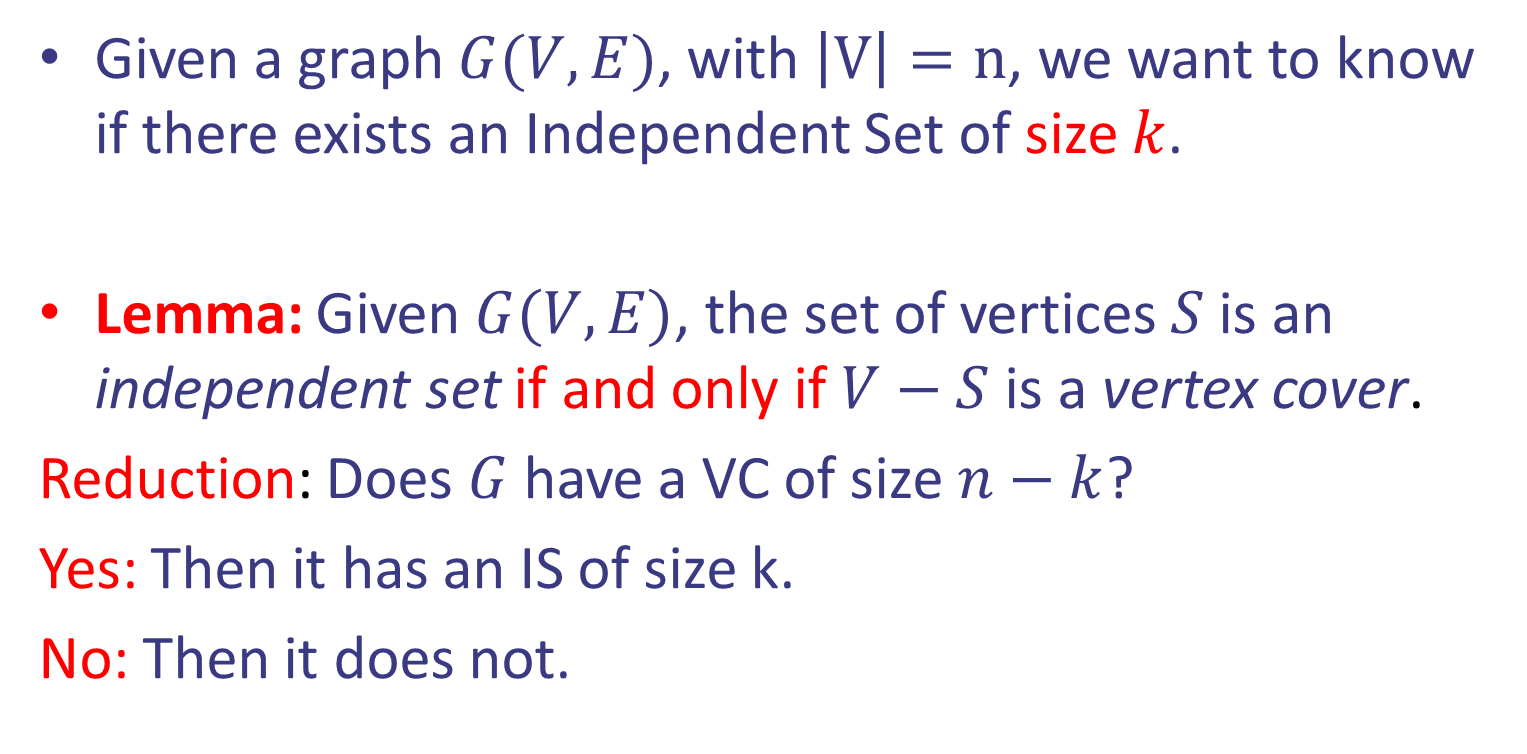 • Given a graph G(V, E), with |V| = n, we want to know
if there exists an Independent Set of size k.
• Lemma: Given G(V, E), the set of vertices S is an
independent set if and only if V − S is a vertex cover.
Reduction: Does G have a VC of size n − k?
Yes: Then it has an IS of size k.
No: Then it does not.